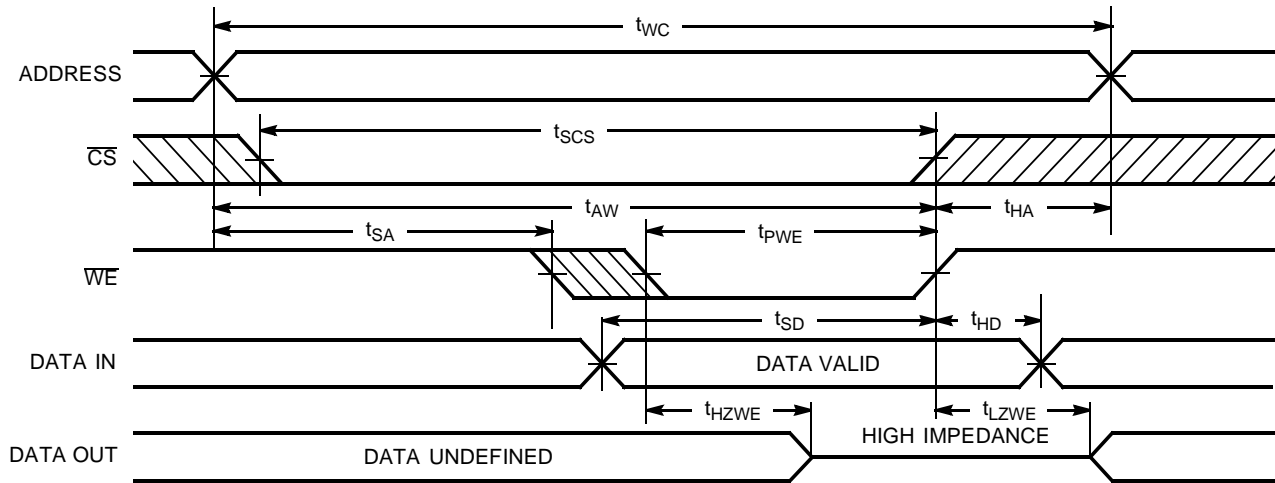 tWC
ADDRESS
tSCS
CS
tAW
tHA
tSA
tPWE
WE
tSD
tHD
DATA IN
DATA VALID
tHZWE
tLZWE
HIGH IMPEDANCE
DATA OUT
DATA UNDEFINED